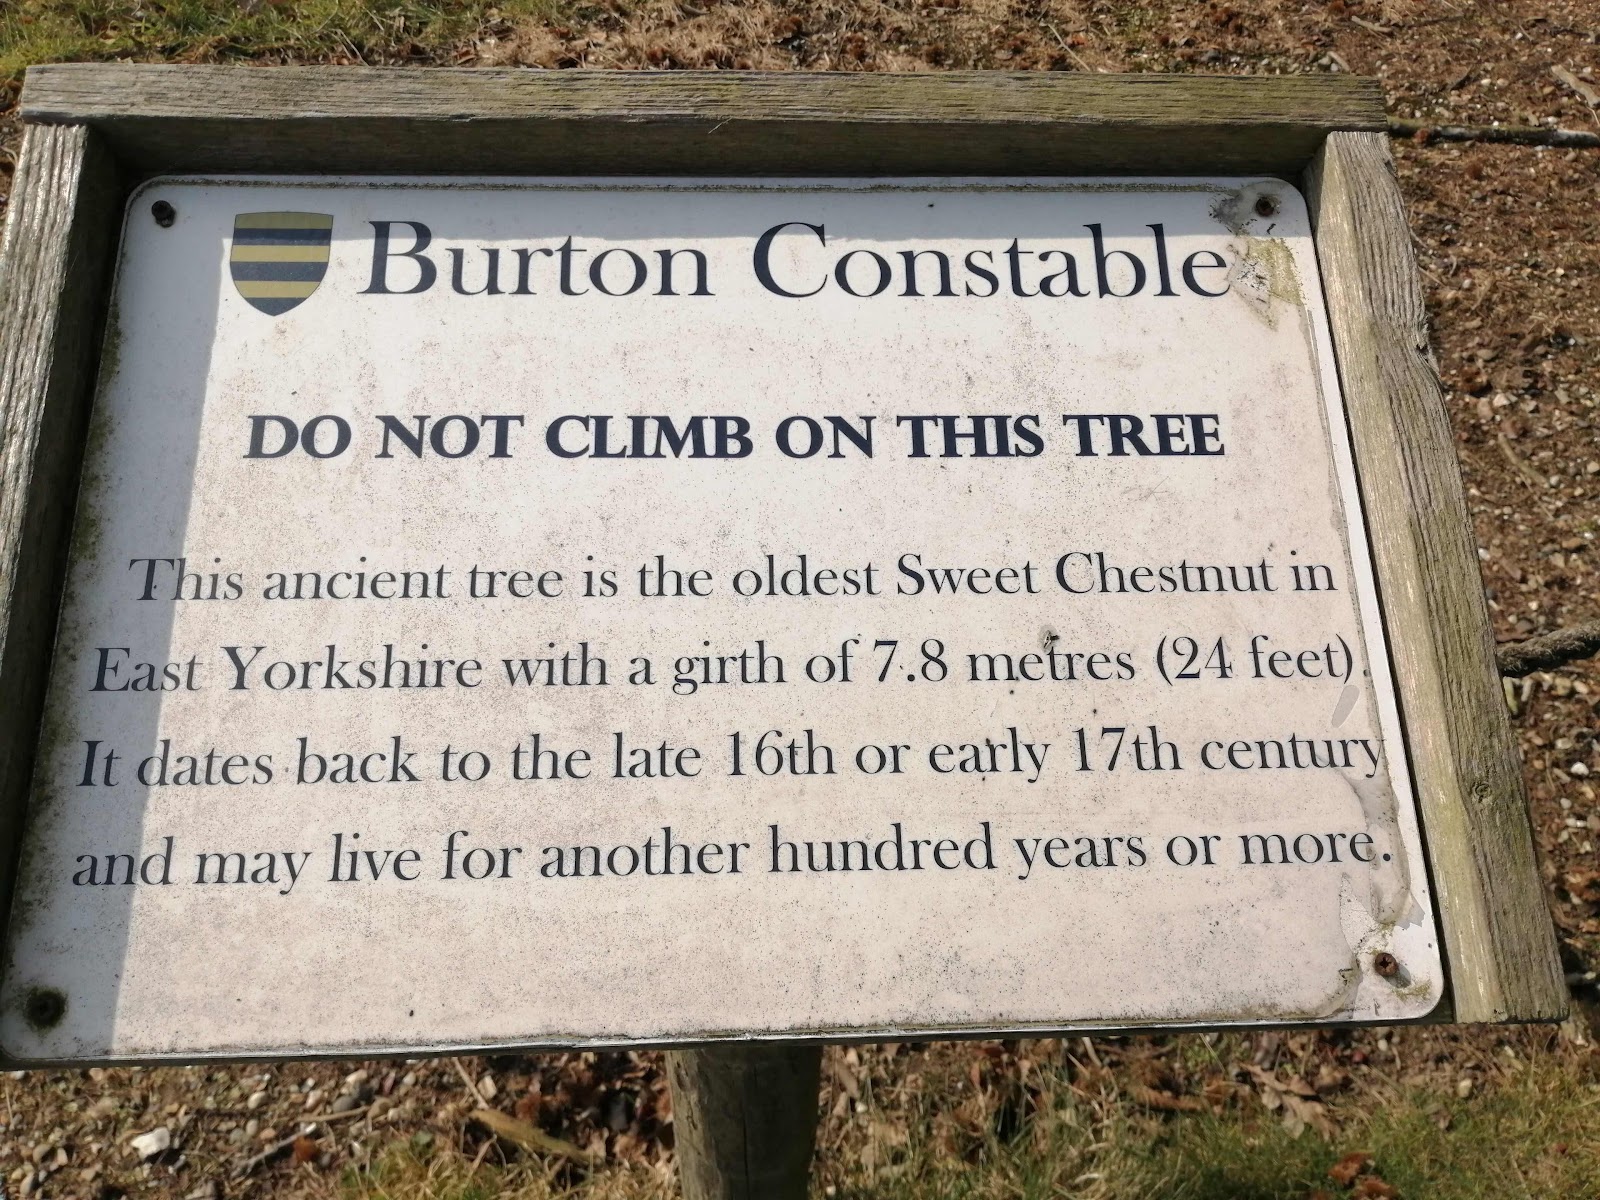 Burton Constable
DO NOT CLIMB ON THIS TREE
This ancient tree is the oldest Sweet Chestnut in
East Yorkshire with a girth of 7.8 metres (24 feet).
It dates back to the late 16th or early 17th century
and may live for another hundred years or more.